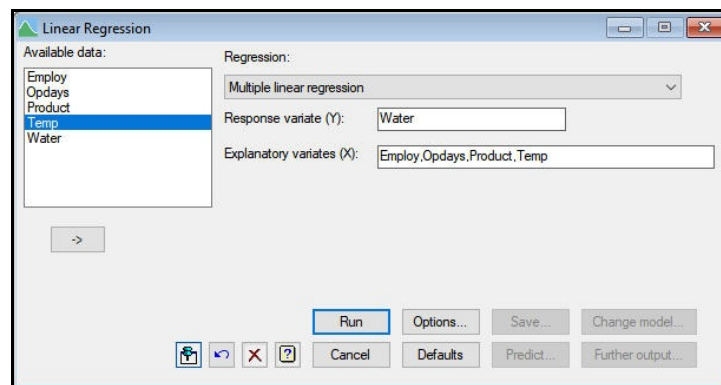 Linear Regression
Available data:
Employ
Opdays
Product
Temp
Water
->
Regression:
Multiple linear regression
Response variate (Y): Water
Explanatory variates (X): Employ,Opdays,Product,Temp
Run Options... Save... Change model...
? Cancel Defaults Predict... Further output...